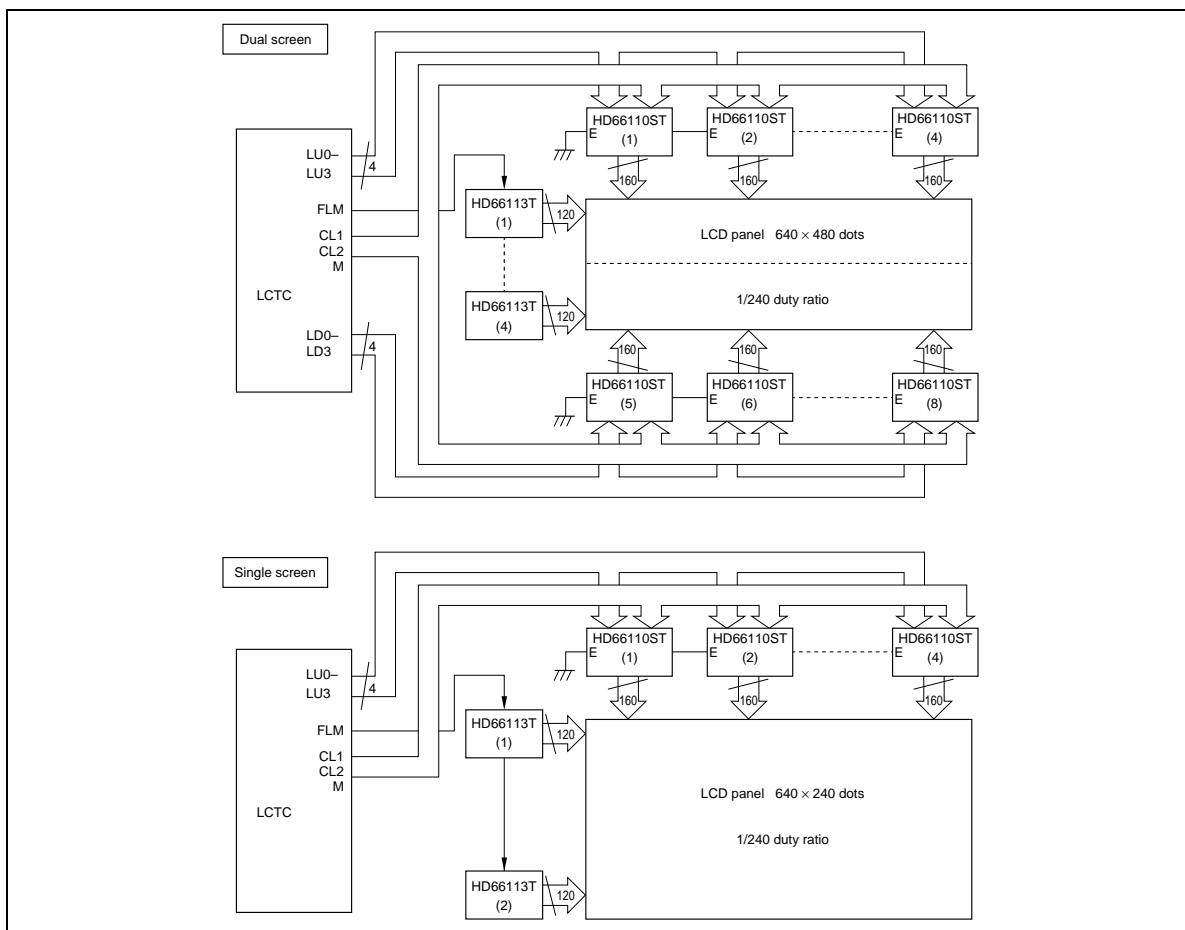 Dual screen
HD66110ST
E
(1)
HD66110ST
E
(2)
HD66110ST
E
(4)
LU0–
LU3
4
160
160
160
HD66113T
(1)
120
FLM
CL1
CL2
M
LCTC
LCD panel 640 × 480 dots
1/240 duty ratio
HD66113T
(4)
120
LD0–
LD3
4
160
160
160
HD66110ST
E
(5)
HD66110ST
E
(6)
HD66110ST
E
(8)
Single screen
HD66110ST
E
(1)
HD66110ST
E
(2)
HD66110ST
E
(4)
LU0–
LU3
4
160
160
160
HD66113T
(1)
120
FLM
CL1
CL2
M
LCTC
LCD panel 640 × 240 dots
1/240 duty ratio
HD66113T
(2)
120